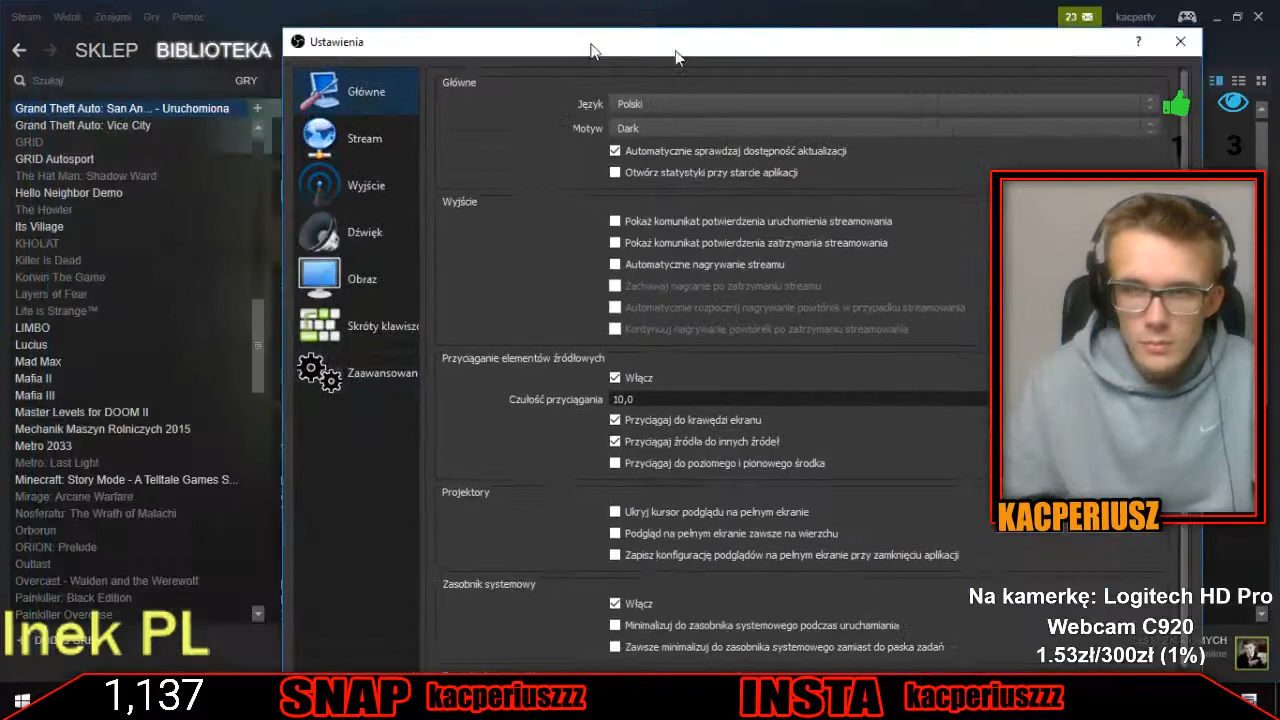 Steam Widok Znajomi Gry Pomoc
23 kacpertv
SKLEP BIBLIOTEKA
Szukaj GRY
Grand Theft Auto: San An... - Uruchomiona
Grand Theft Auto: Vice City
GRID
GRID Autosport
The Hat Man: Shadow Ward
Hello Neighbor Demo
The Howler
Its Village
KHOLAT
Killer is Dead
Korwin The Game
Layers of Fear
Life is Strange™
LIMBO
Lucius
Mad Max
Mafia II
Mafia III
Master Levels for DOOM II
Mechanik Maszyn Rolniczych 2015
Metro 2033
Metro: Last Light
Minecraft: Story Mode - A Telltale Games S...
Mirage: Arcane Warfare
Nosferatu: The Wrath of Malachi
Orborun
ORION: Prelude
Outlast
Overcast - Walden and the Werewolf
Painkiller: Black Edition
Painkiller Overdose
Ustawienia
?
Główne
Stream
Wyjście
Dźwięk
Obraz
Skróty klawiszo
Zaawansowan
Główne
Język Polski
Motyw Dark
Automatycznie sprawdzaj dostępność aktualizacji
Otwórz statystyki przy starcie aplikacji
Wyjście
Pokaż komunikat potwierdzenia uruchomienia streamowania
Pokaż komunikat potwierdzenia zatrzymania streamowania
Automatyczne nagrywanie streamu
Zachowaj nagranie po zatrzymaniu streamu
Automatycznie rozpocznij nagrywanie powtórek w przypadku streamowania
Kontynuuj nagrywanie powtórek po zatrzymaniu streamowania
Przyciąganie elementów źródłowych
Włącz
Czułość przyciągania 10,0
Przyciągaj do krawędzi ekranu
Przyciągaj źródła do innych źródeł
Przyciągaj do poziomego i pionowego środka
Projektory
Ukryj kursor podglądu na pełnym ekranie
Podgląd na pełnym ekranie zawsze na wierzchu
Zapisz konfigurację podglądów na pełnym ekranie przy zamknięciu aplikacji
Zasobnik systemowy
Włącz
Minimalizuj do zasobnika systemowego podczas uruchamiania
Zawsze minimalizuj do zasobnika systemowego zamiast do paska zadań
1 3
KACPERIUSZ
Na kamerkę: Logitech HD Pro
Webcam C920
1.53zł/300zł (1%)
lnek PL
1,137
SNAP kacperiuszzz
INSTA kacperiuszzz